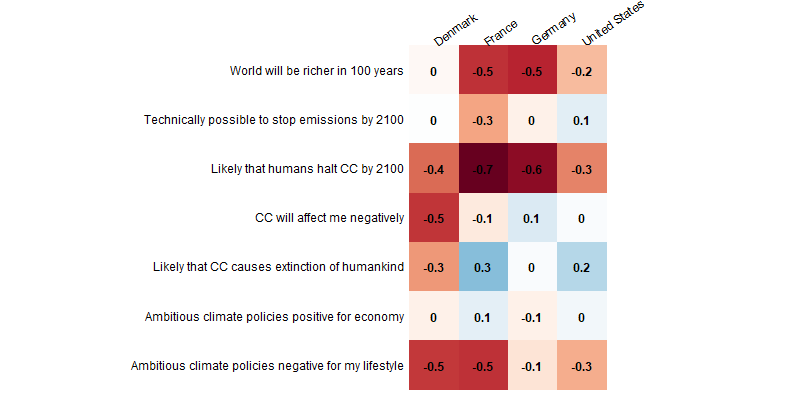 Denmark France Germany United States
World will be richer in 100 years 0 -0.5 -0.5 -0.2
Technically possible to stop emissions by 2100 0 -0.3 0 0.1
Likely that humans halt CC by 2100 -0.4 -0.7 -0.6 -0.3
CC will affect me negatively -0.5 -0.1 0.1 0
Likely that CC causes extinction of humankind -0.3 0.3 0 0.2
Ambitious climate policies positive for economy 0 0.1 -0.1 0
Ambitious climate policies negative for my lifestyle -0.5 -0.5 -0.1 -0.3